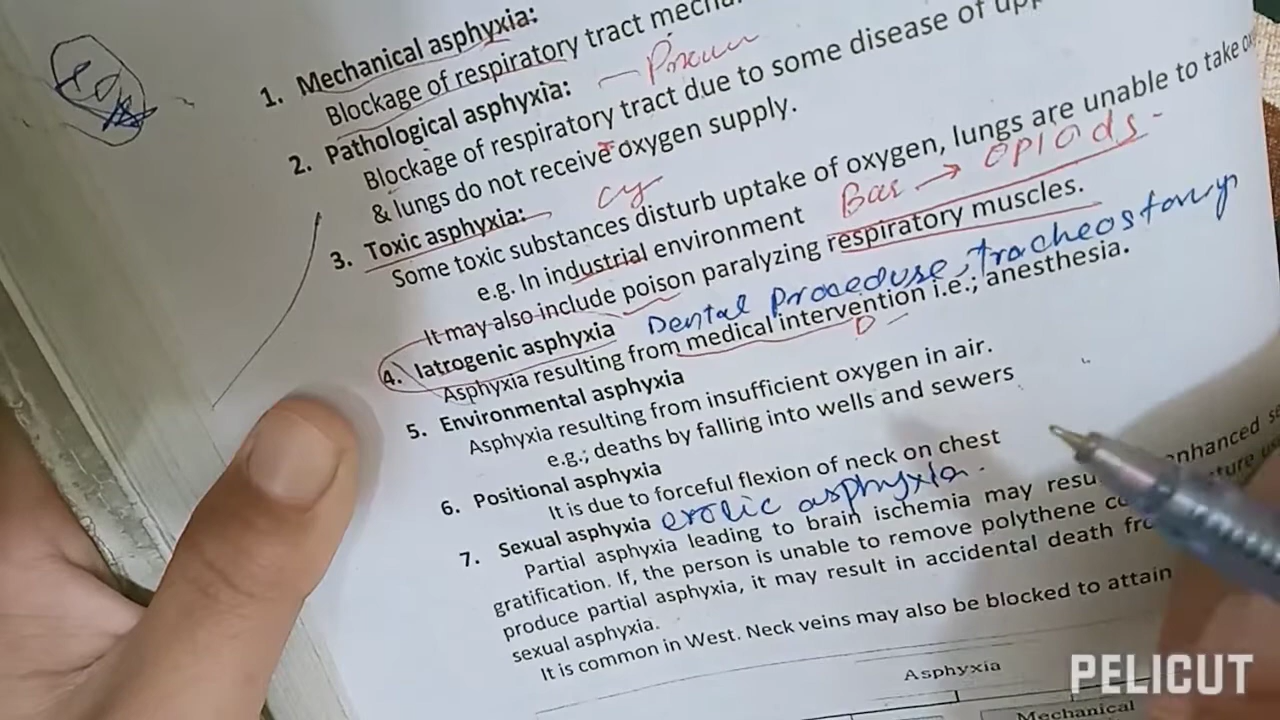 1. Mechanical asphyxia:
Blockage of respiratory tract
2. Pathological asphyxia:
Blockage of respiratory tract due to some disease of
& lungs do not receive oxygen supply.
3. Toxic asphyxia: cy
Some toxic substances disturb uptake of oxygen, lungs are unable to take
e.g. In industrial environment Bar → OPIODS
It may also include poison paralyzing respiratory muscles.
4. Iatrogenic asphyxia Dental Procedure, tracheostomy
Asphyxia resulting from medical intervention i.e.; anesthesia.
5. Environmental asphyxia
Asphyxia resulting from insufficient oxygen in air.
e.g.; deaths by falling into wells and sewers
6. Positional asphyxia
It is due to forceful flexion of neck on chest
7. Sexual asphyxia erotic asphyxia.
Partial asphyxia leading to brain ischemia may enhanced
gratification. If, the person is unable to remove polythene
produce partial asphyxia, it may result in accidental death
sexual asphyxia.
It is common in West. Neck veins may also be blocked to attain
Asphyxia
Mechanical
PELICUT